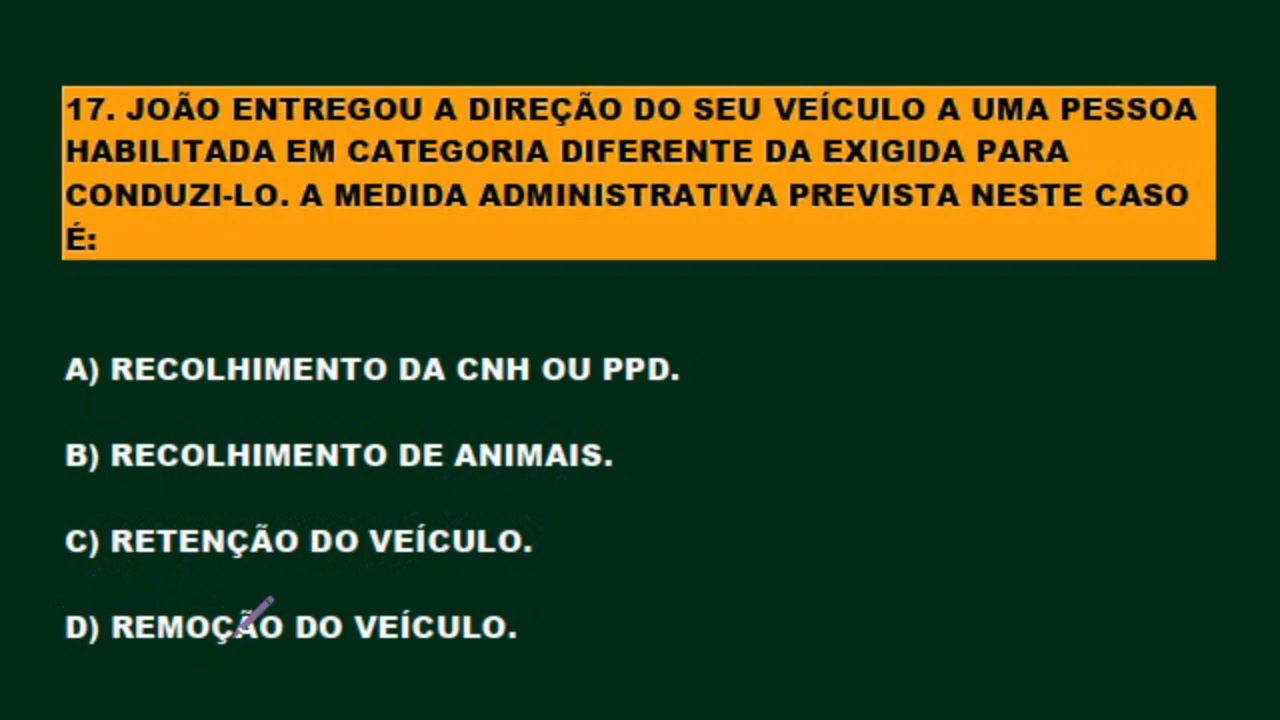 17. JOÃO ENTREGOU A DIREÇÃO DO SEU VEÍCULO A UMA PESSOA
HABILITADA EM CATEGORIA DIFERENTE DA EXIGIDA PARA
CONDUZI-LO. A MEDIDA ADMINISTRATIVA PREVISTA NESTE CASO
É:
A) RECOLHIMENTO DA CNH OU PPD.
B) RECOLHIMENTO DE ANIMAIS.
C) RETENÇÃO DO VEÍCULO.
D) REMOÇÃO DO VEÍCULO.